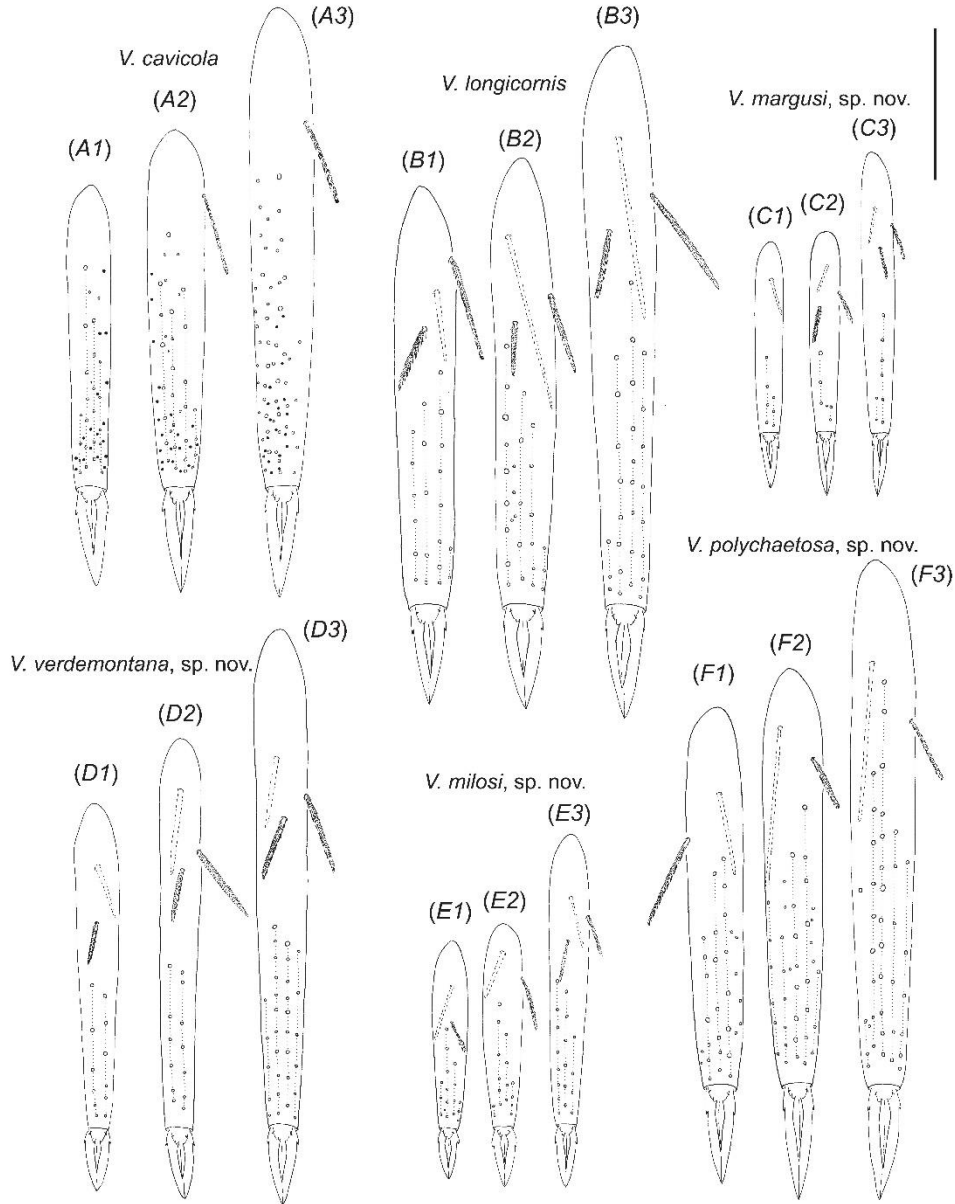 V. cavicola
(A1)
(A2)
(A3)
V. longicornis
(B1)
(B2)
(B3)
V. margusi, sp. nov.
(C1)
(C2)
(C3)
V. verdemontana, sp. nov.
(D1)
(D2)
(D3)
V. milosi, sp. nov.
(E1)
(E2)
(E3)
V. polychaetosa, sp. nov.
(F1)
(F2)
(F3)